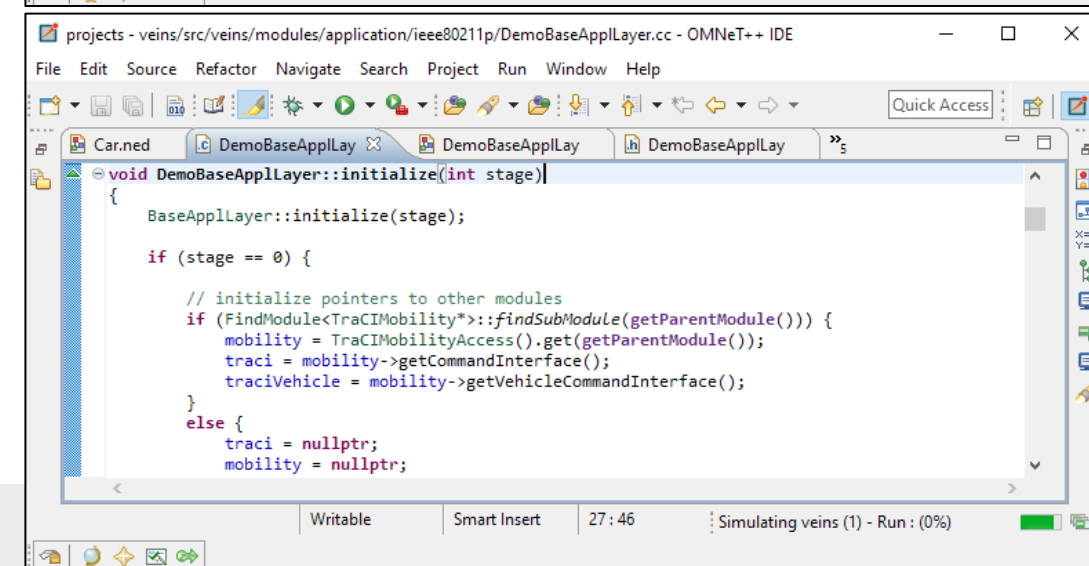 projects - veins/src/veins/modules/application/ieee80211p/DemoBaseApplLayer.cc - OMNeT++ IDE
File Edit Source Refactor Navigate Search Project Run Window Help
010 Quick Access
Car.ned .c DemoBaseApplLay DemoBaseApplLay .h DemoBaseApplLay »5
void DemoBaseApplLayer::initialize(int stage)
{
BaseApplLayer::initialize(stage);
if (stage == 0) {
// initialize pointers to other modules
if (FindModule<TraCIMobility*>::findSubModule(getParentModule())) {
mobility = TraCIMobilityAccess().get(getParentModule());
traci = mobility->getCommandInterface();
traciVehicle = mobility->getVehicleCommandInterface();
}
else {
traci = nullptr;
mobility = nullptr;
Writable Smart Insert 27 : 46 Simulating veins (1) - Run : (0%)